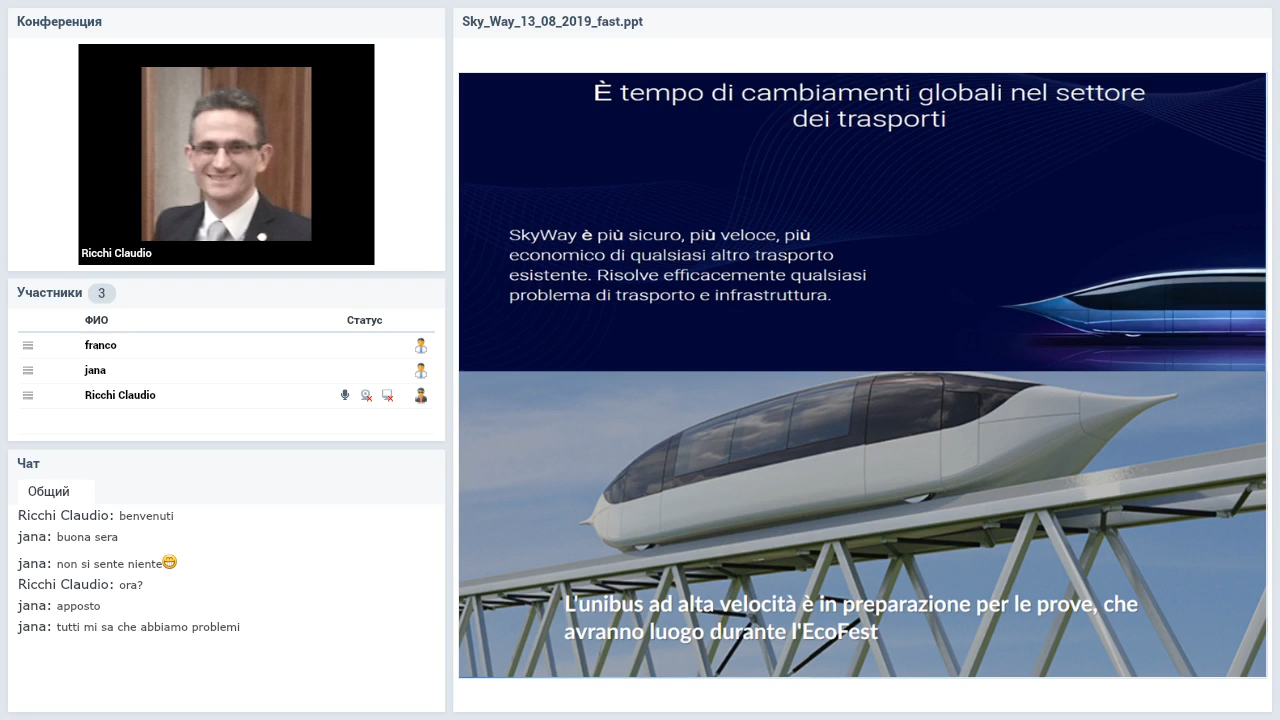 Конференция
Ricchi Claudio
Участники 3
ФИО Статус
franco
jana
Ricchi Claudio
Чат
Общий
Ricchi Claudio: benvenuti
jana: buona sera
jana: non si sente niente😁
Ricchi Claudio: ora?
jana: apposto
jana: tutti mi sa che abbiamo problemi
Sky_Way_13_08_2019_fast.ppt
È tempo di cambiamenti globali nel settore
dei trasporti
SkyWay è più sicuro, più veloce, più
economico di qualsiasi altro trasporto
esistente. Risolve efficacemente qualsiasi
problema di trasporto e infrastruttura.
L'unibus ad alta velocità è in preparazione per le prove, che
avranno luogo durante l'EcoFest